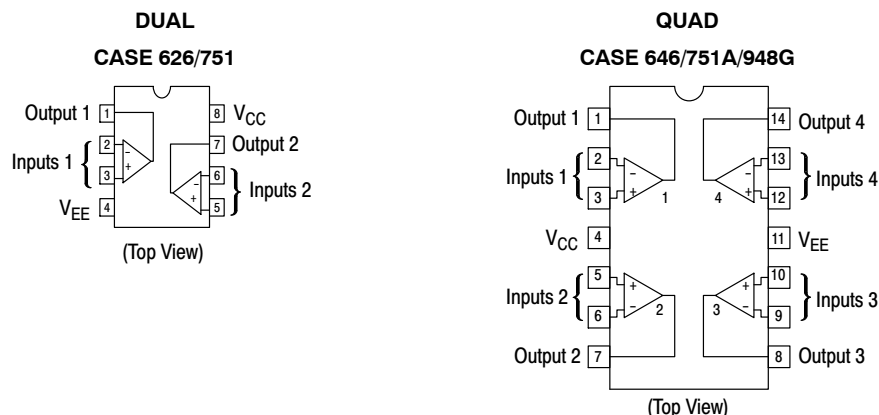 DUAL
CASE 626/751
Output 1 1 8 VCC
2 − 7 Output 2
Inputs 1 { + − 6 } Inputs 2
3 +
VEE 4 5
(Top View)
QUAD
CASE 646/751A/948G
Output 1 1 14 Output 4
2 − − 13
Inputs 1 { } Inputs 4
3 + 1 4 + 12
VCC 4 11 VEE
5 + + 10
Inputs 2 { } Inputs 3
6 − 2 3 − 9
Output 2 7 8 Output 3
(Top View)